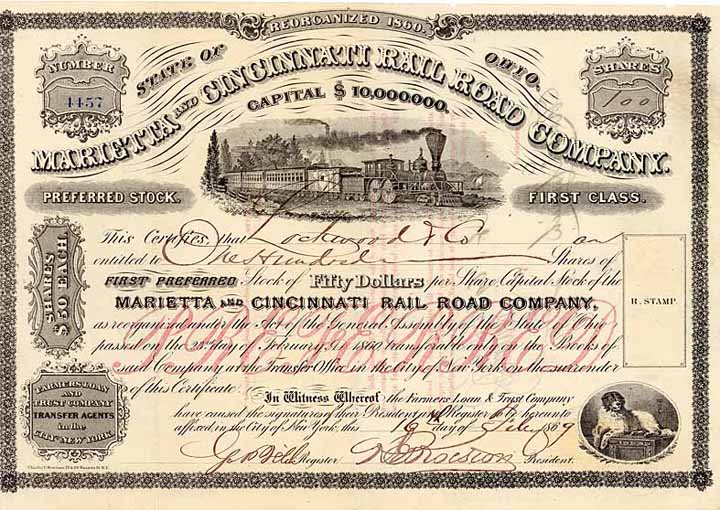 REORGANIZED 1860.
STATE OF OHIO.
NUMBER
4457
SHARES
100
MARIETTA AND CINCINNATI RAIL ROAD COMPANY.
CAPITAL $ 10,000,000.
PREFERRED STOCK.
FIRST CLASS.
This Certifies, that Lockwood & Co
entitled to One Hundred Shares of
FIRST PREFERRED Stock of Fifty Dollars per Share Capital Stock of the
MARIETTA AND CINCINNATI RAIL ROAD COMPANY.
as reorganized under the Act of the General Assembly of the State of Ohio
passed on the 23d day of February A.D. 1860 transferable only on the Books of
said Company at the Transfer Office in the City of New York on the surrender
of this Certificate.
SHARES
$50 EACH.
R. STAMP.
PREFERRED
FARMERS LOAN
AND
TRUST COMPANY
TRANSFER AGENTS
IN THE
CITY OF NEW YORK.
In Witness Whereof, the Farmers Loan & Trust Company
have caused the signatures of their President and Register to be hereunto
affixed, in the City of New York, this 16th day of 1869
Register.
President.